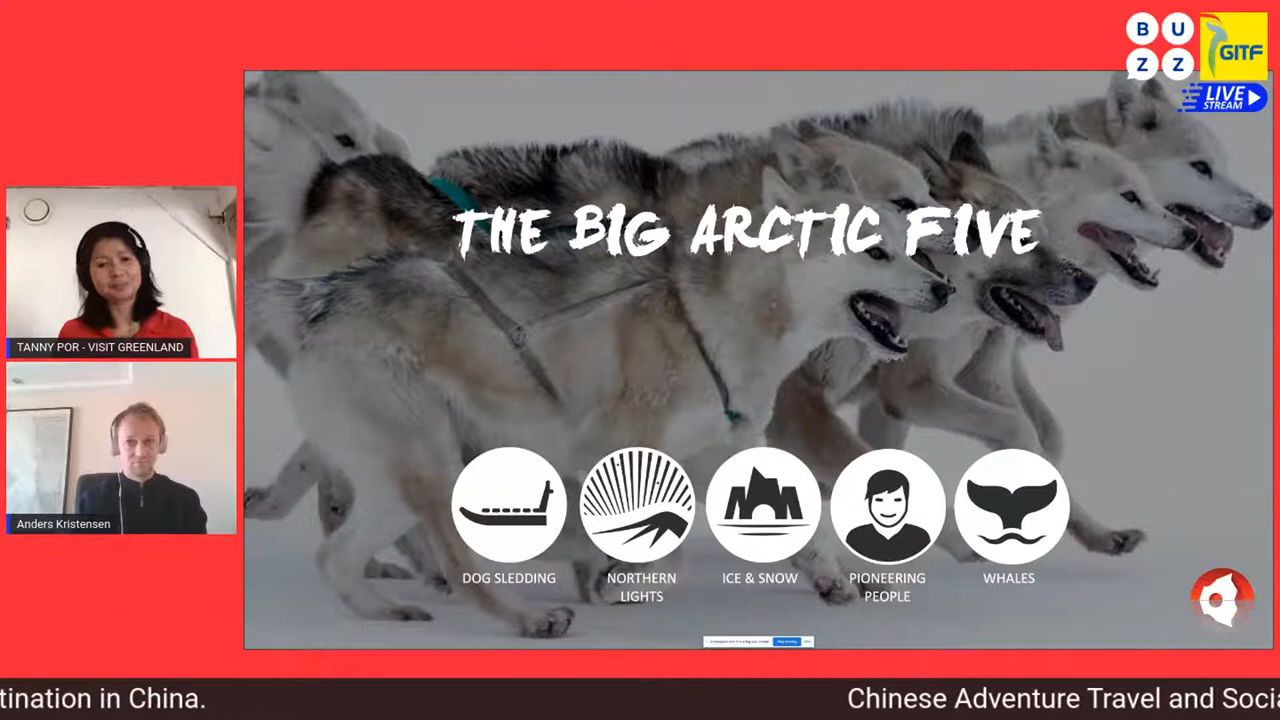 B U
Z Z
GITF
LIVE
STREAM
THE BIG ARCTIC FIVE
TANNY POR - VISIT GREENLAND
Anders Kristensen
DOG SLEDDING
NORTHERN
LIGHTS
ICE & SNOW
PIONEERING
PEOPLE
WHALES
tination in China.
Chinese Adventure Travel and Socia